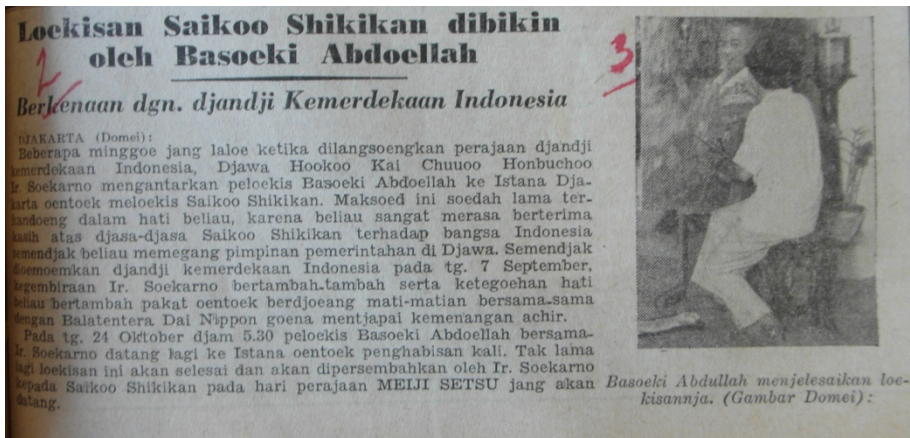 Loekisan Saikoo Shikikan dibikin
oleh Basoeki Abdoellah
Berkenaan dgn. djandji Kemerdekaan Indonesia
2
3
DJAKARTA (Domei):
Beberapa minggoe jang laloe ketika dilangsoengkan perajaan djandji
kemerdekaan Indonesia, Djawa Hookoo Kai Chuuoo Honbuchoo
Ir. Soekarno mengantarkan peloekis Basoeki Abdoellah ke Istana Dja-
karta oentoek meloekis Saikoo Shikikan. Maksoed ini soedah lama ter-
kandoeng dalam hati beliau, karena beliau sangat merasa berterima
kasih atas djasa-djasa Saikoo Shikikan terhadap bangsa Indonesia
semendjak beliau memegang pimpinan pemerintahan di Djawa. Semendjak
dioemoemkan djandji kemerdekaan Indonesia pada tg. 7 September,
kegembiraan Ir. Soekarno bertambah-tambah serta ketegoehan hati
beliau bertambah pakat oentoek berdjoeang mati-matian bersama-sama
dengan Balatentera Dai Nippon goena mentjapai kemenangan achir.
Pada tg. 24 Oktober djam 5.30 peloekis Basoeki Abdoellah bersama-
Ir. Soekarno datang lagi ke Istana oentoek penghabisan kali. Tak lama
lagi loekisan ini akan selesai dan akan dipersembahkan oleh Ir. Soekarno
kepada Saikoo Shikikan pada hari perajaan MEIJI SETSU jang akan
datang.
Basoeki Abdullah menjelesaikan loe-
kisannja. (Gambar Domei):